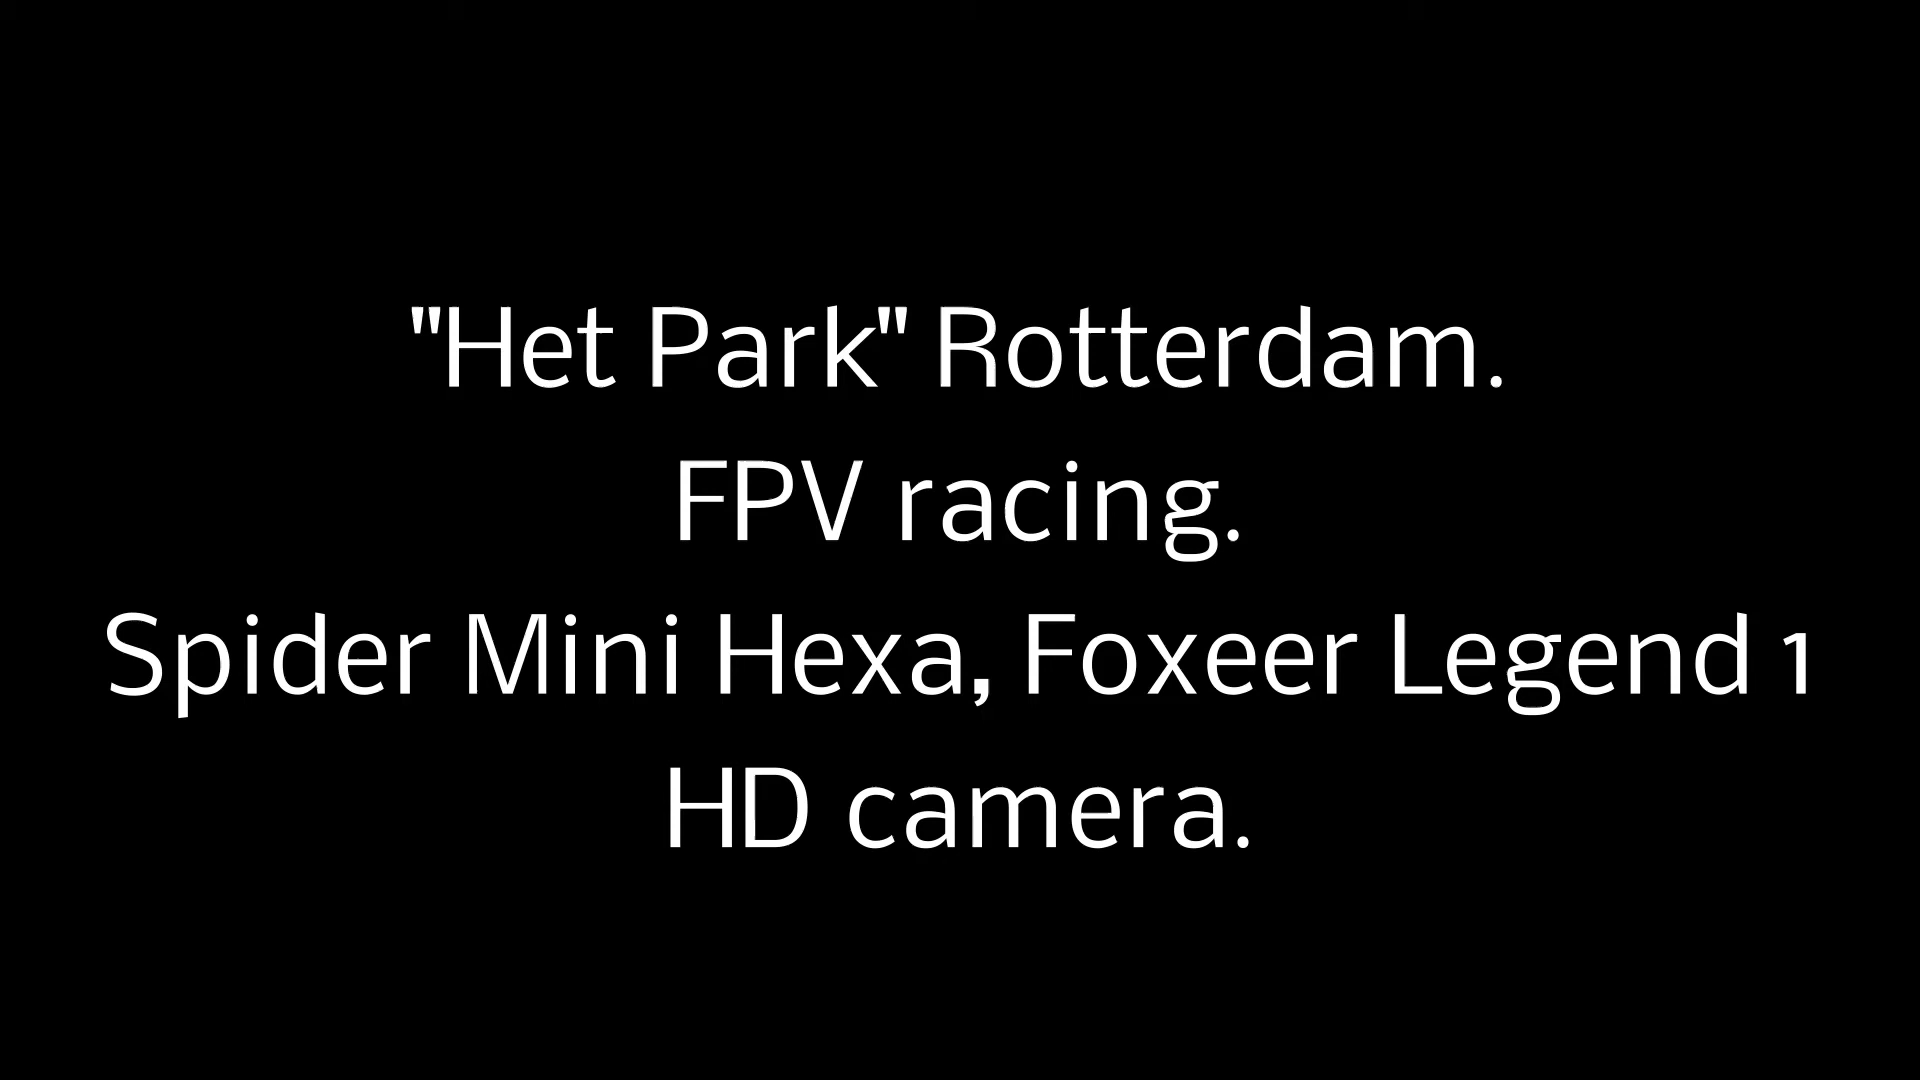 "Het Park" Rotterdam.
FPV racing.
Spider Mini Hexa, Foxeer Legend 1
HD camera.